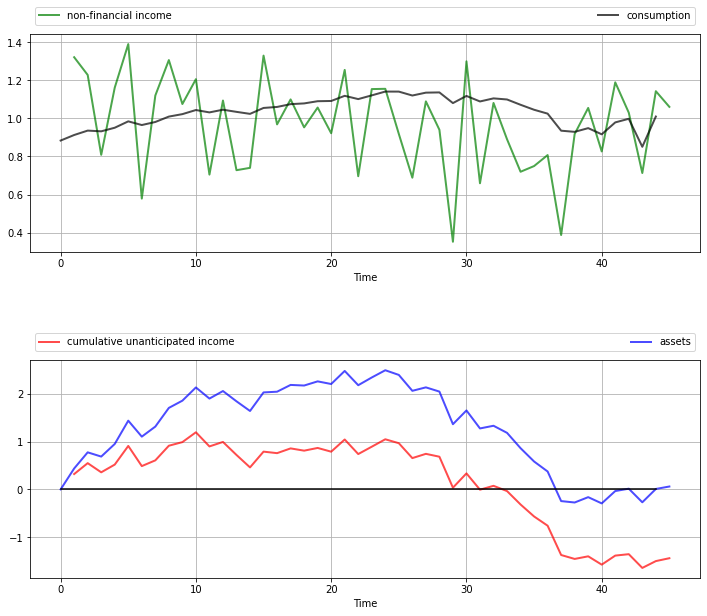 non-financial income consumption
1.4
1.2
1.0
0.8
0.6
0.4
0 10 20 30 40
Time
cumulative unanticipated income assets
2
1
0
−1
0 10 20 30 40
Time